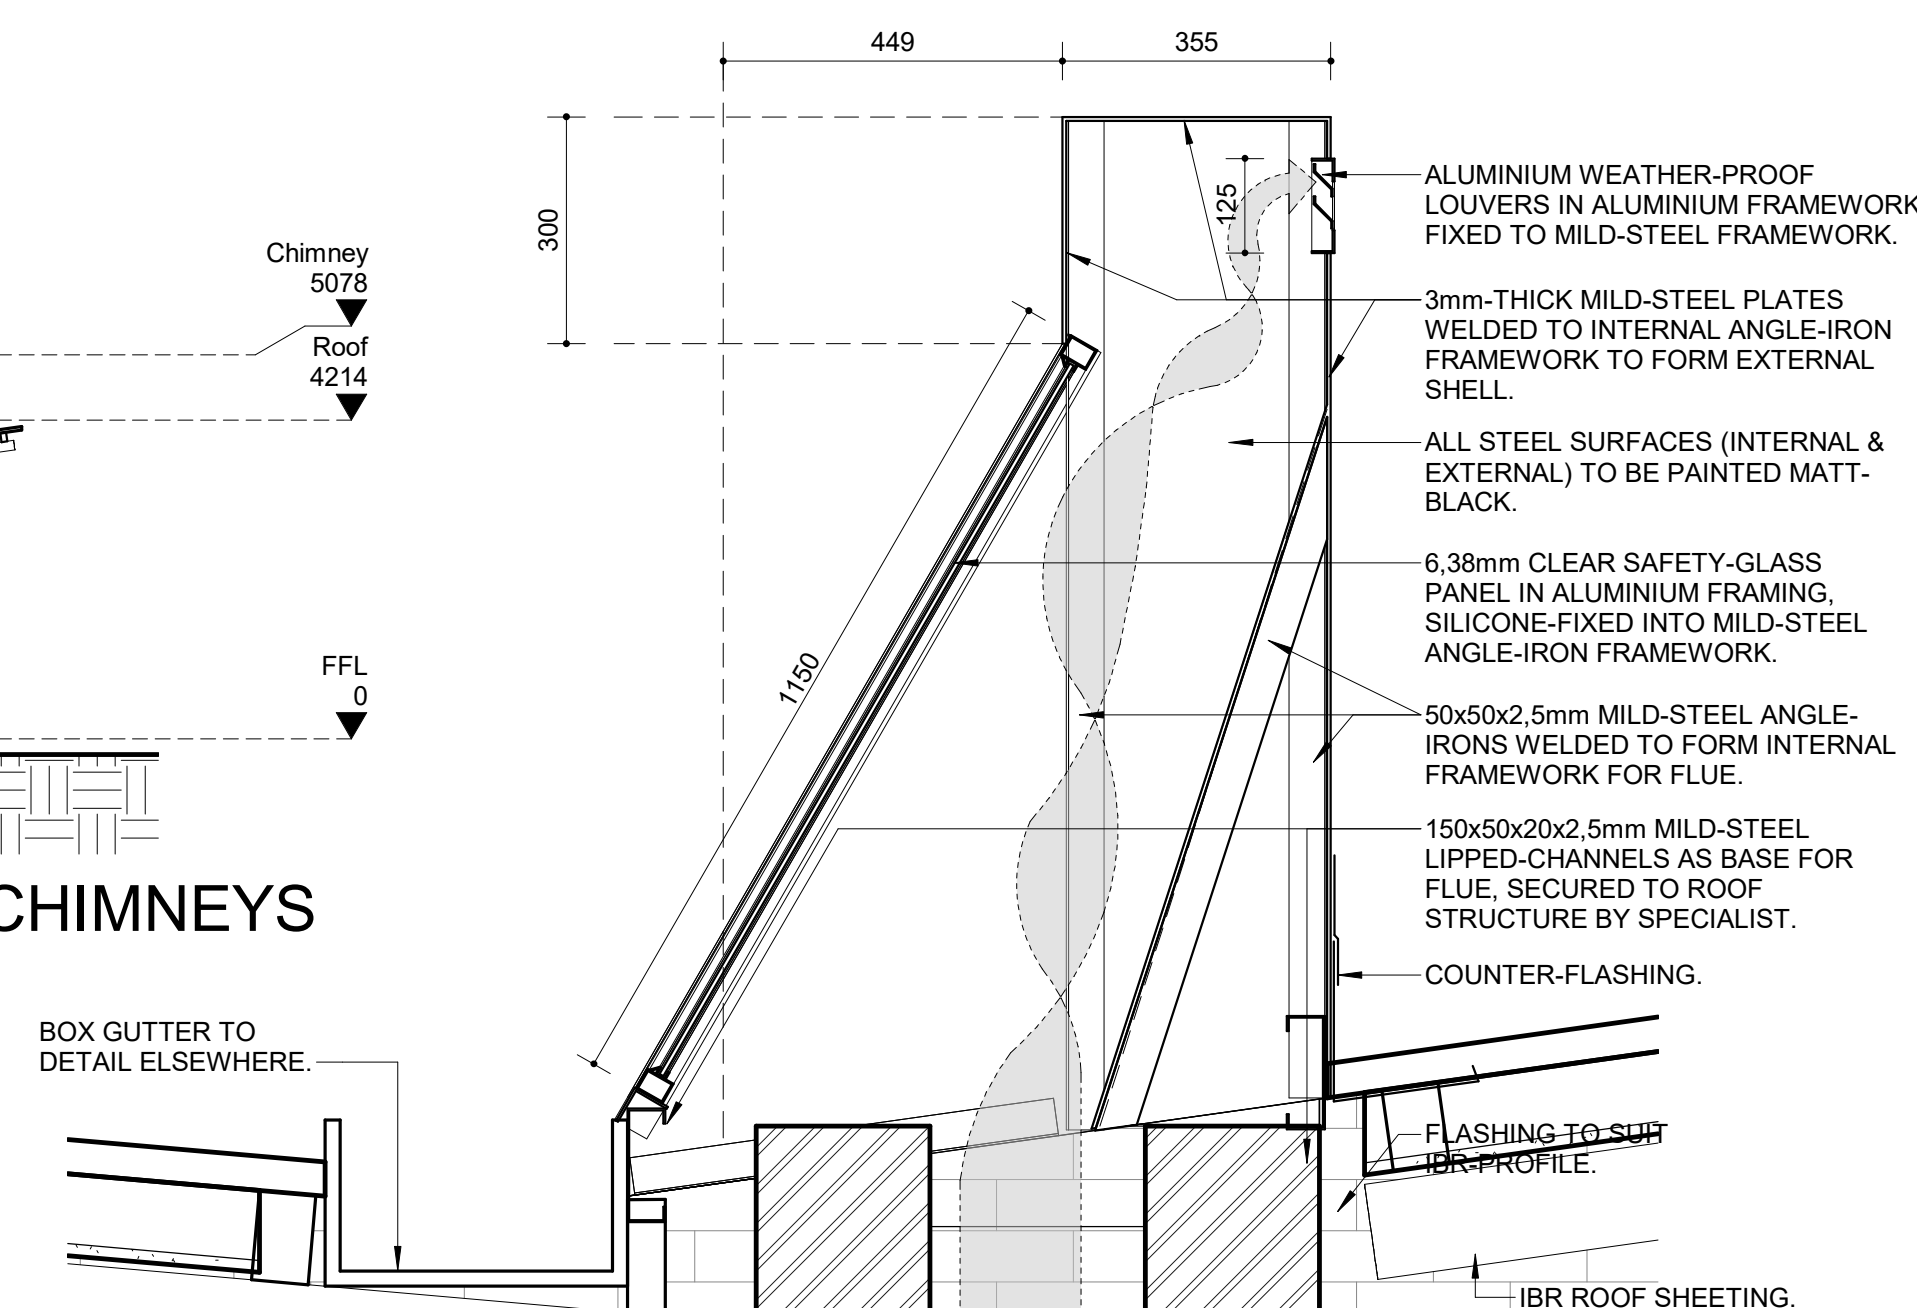 449
355
300
125
1150
Chimney
5078
Roof
4214
FFL
0
CHIMNEYS
BOX GUTTER TO
DETAIL ELSEWHERE.
ALUMINIUM WEATHER-PROOF
LOUVERS IN ALUMINIUM FRAMEWORK
FIXED TO MILD-STEEL FRAMEWORK.
3mm-THICK MILD-STEEL PLATES
WELDED TO INTERNAL ANGLE-IRON
FRAMEWORK TO FORM EXTERNAL
SHELL.
ALL STEEL SURFACES (INTERNAL &
EXTERNAL) TO BE PAINTED MATT-
BLACK.
6,38mm CLEAR SAFETY-GLASS
PANEL IN ALUMINIUM FRAMING,
SILICONE-FIXED INTO MILD-STEEL
ANGLE-IRON FRAMEWORK.
50x50x2,5mm MILD-STEEL ANGLE-
IRONS WELDED TO FORM INTERNAL
FRAMEWORK FOR FLUE.
150x50x20x2,5mm MILD-STEEL
LIPPED-CHANNELS AS BASE FOR
FLUE, SECURED TO ROOF
STRUCTURE BY SPECIALIST.
COUNTER-FLASHING.
FLASHING TO SUIT
IBR-PROFILE.
IBR ROOF SHEETING.